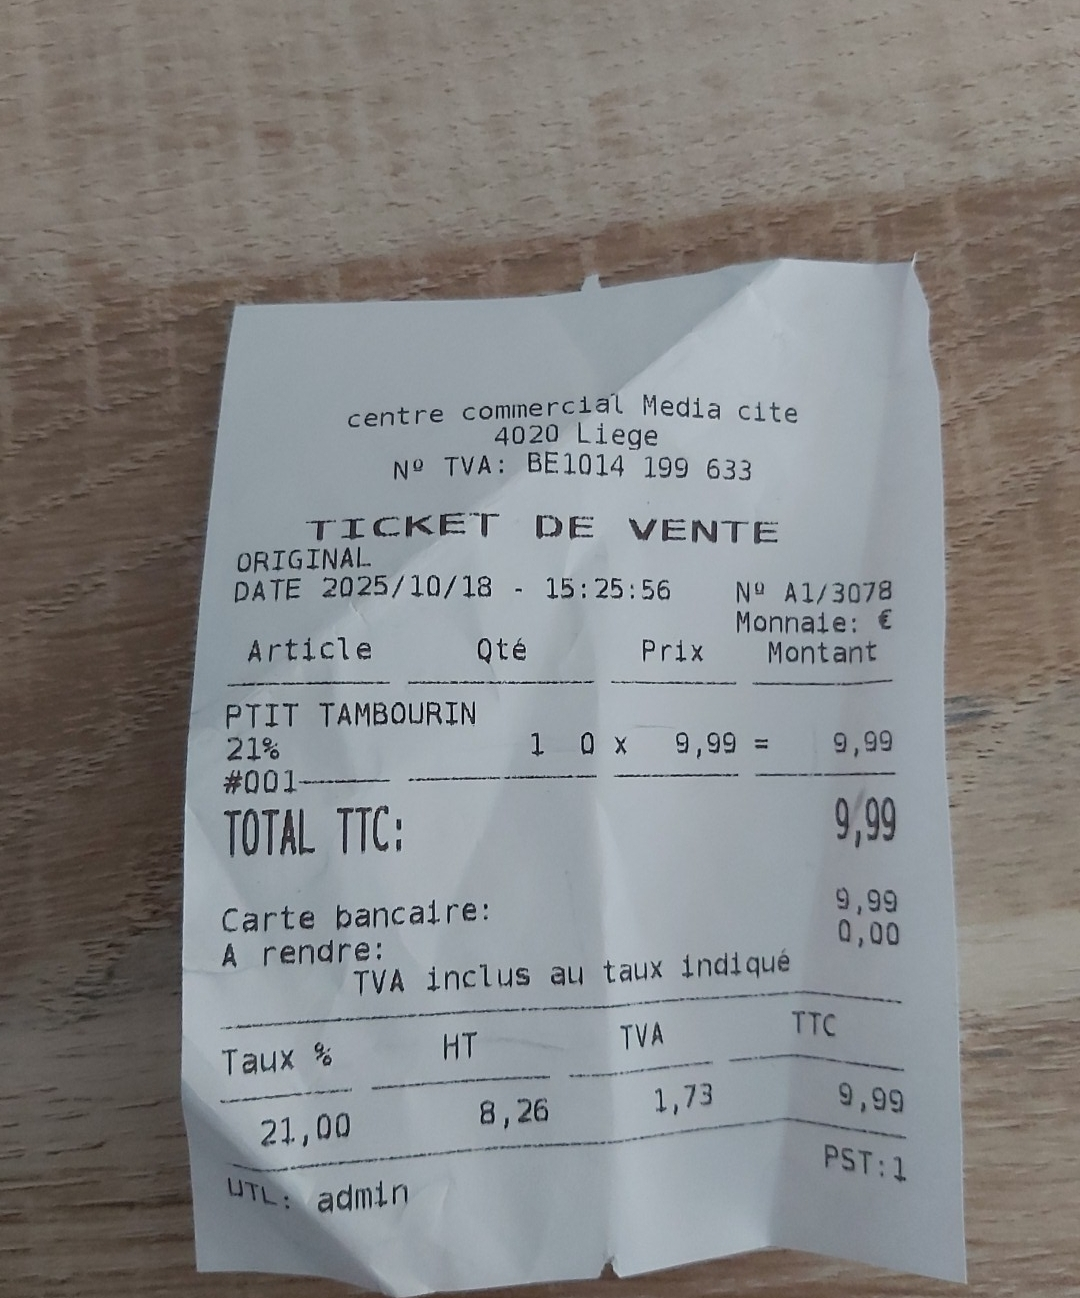 centre commercial Media cite
4020 Liege
Nº TVA: BE1014 199 633
TICKET DE VENTE
ORIGINAL
DATE 2025/10/18 - 15:25:56 Nº A1/3078
Monnaie: €
Article Qté Prix Montant
PTIT TAMBOURIN
21% 1 0 x 9,99 = 9,99
#001
TOTAL TTC: 9,99
Carte bancaire: 9,99
A rendre: 0,00
TVA inclus au taux indiqué
Taux % HT TVA TTC
21,00 8,26 1,73 9,99
PST:1
UTL: admin